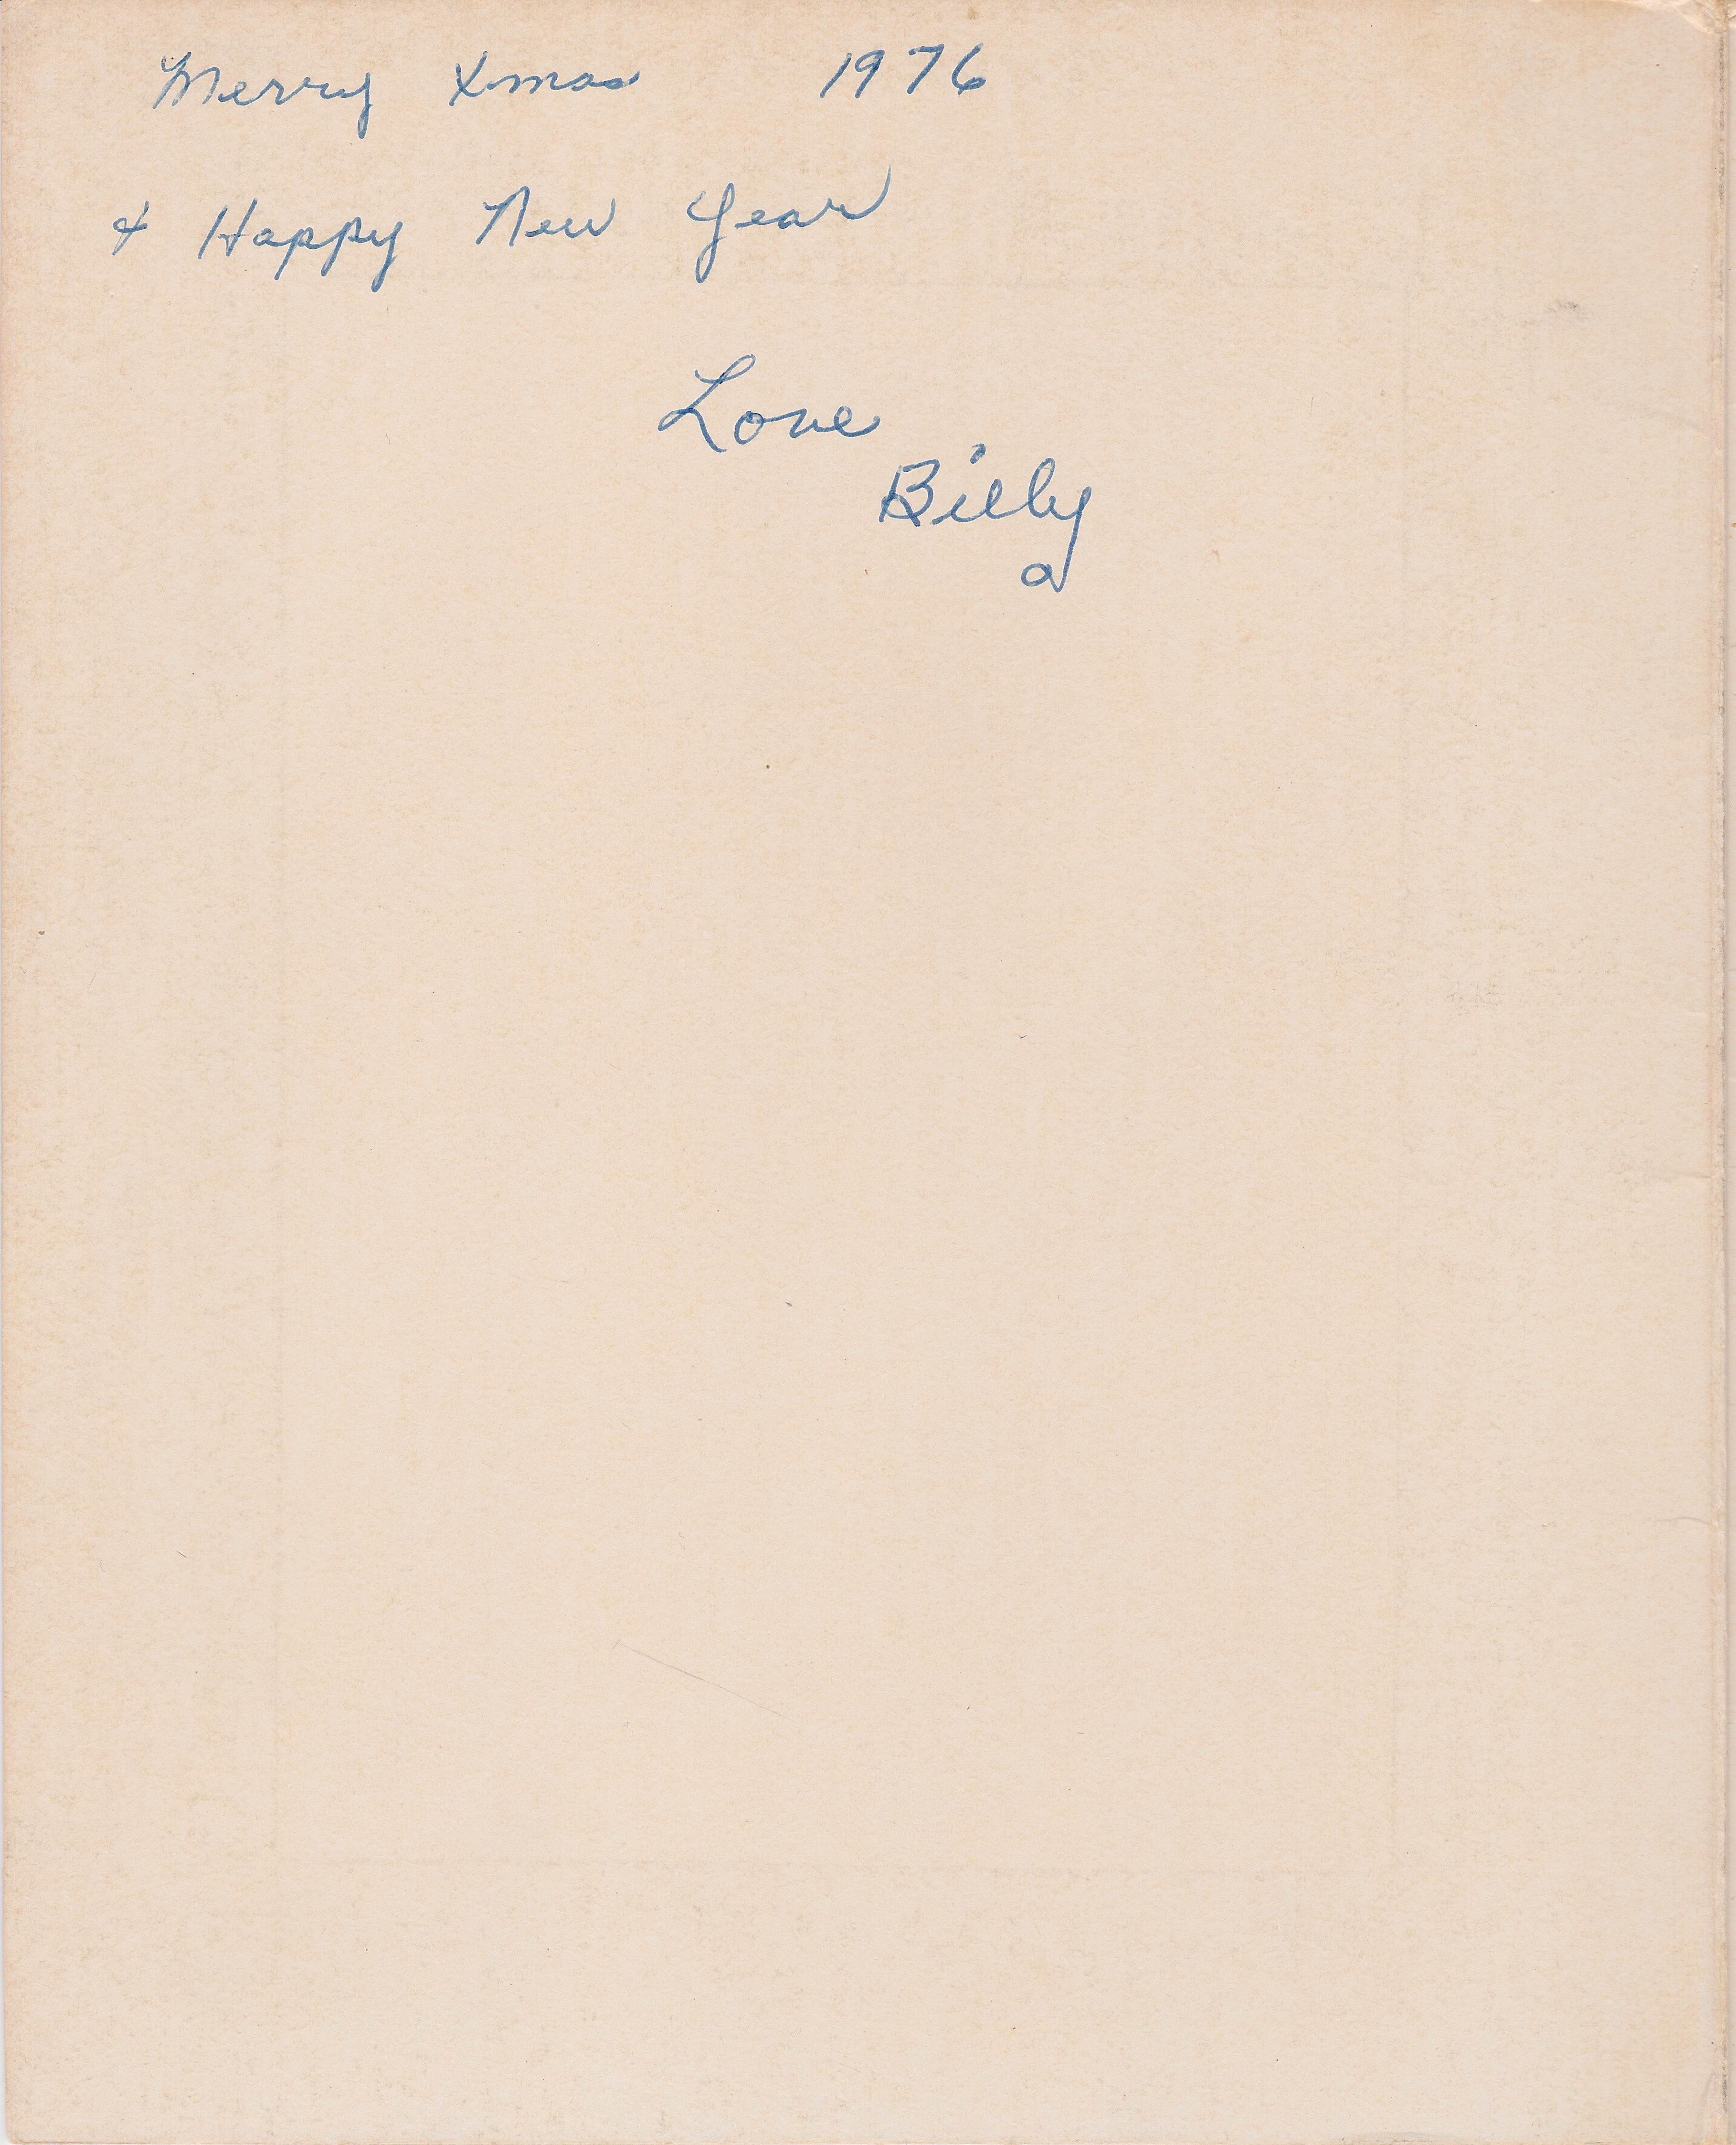 Merry Xmas 1976
& Happy New Year
Love
Billy